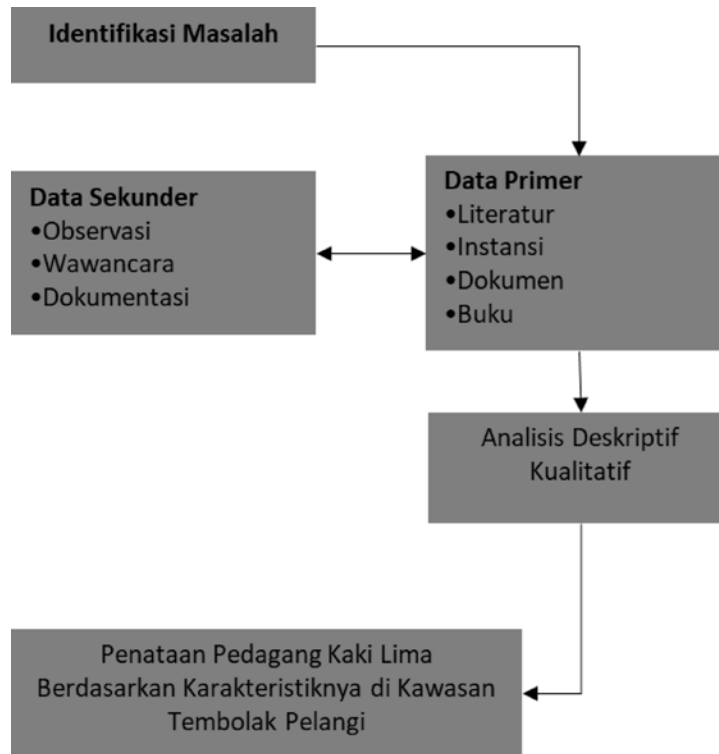 Identifikasi Masalah
Data Sekunder
•Observasi
•Wawancara
•Dokumentasi
Data Primer
•Literatur
•Instansi
•Dokumen
•Buku
Analisis Deskriptif
Kualitatif
Penataan Pedagang Kaki Lima
Berdasarkan Karakteristiknya di Kawasan
Tembolak Pelangi